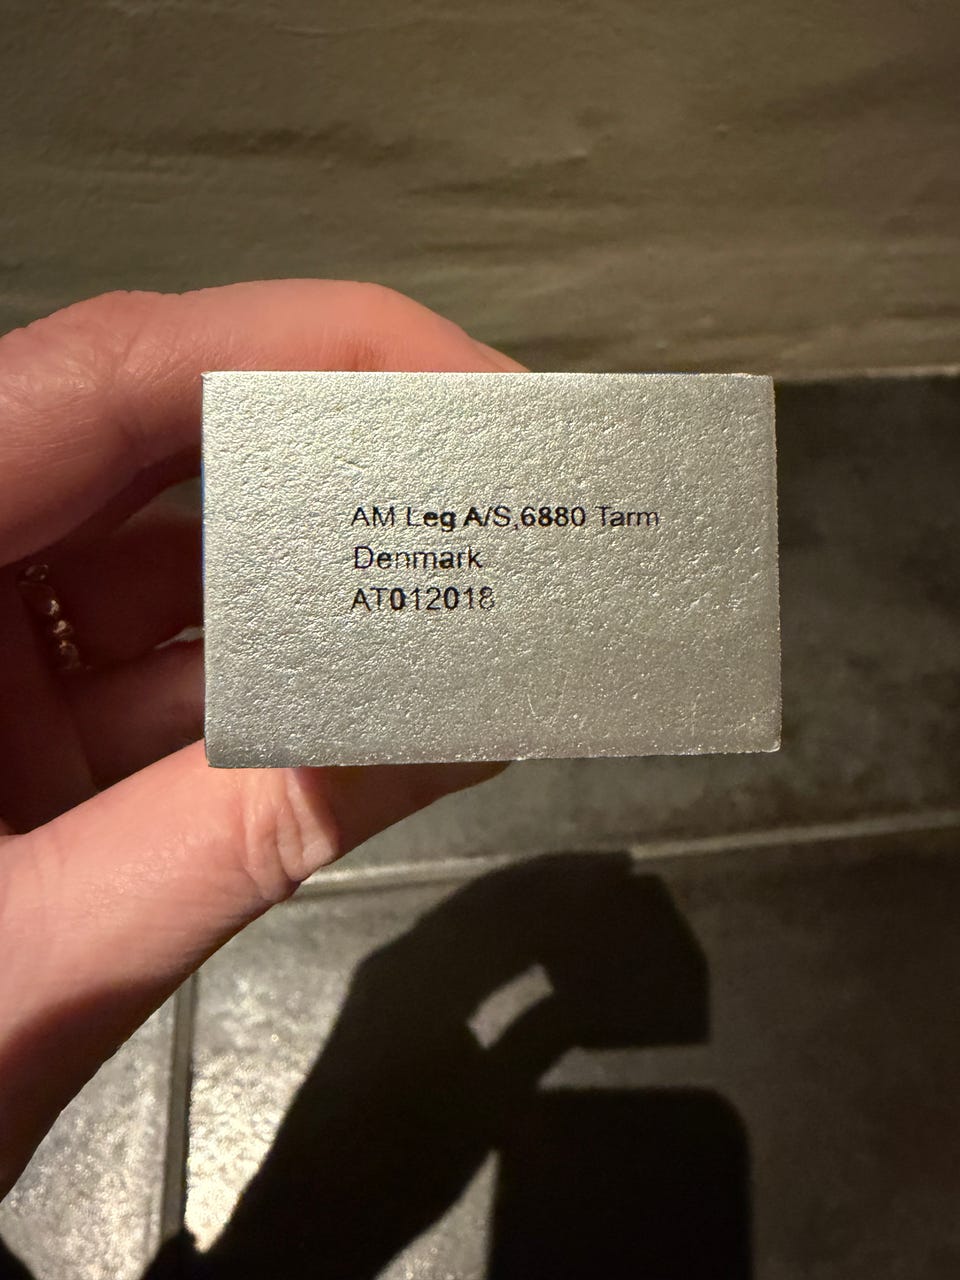 AM Leg A/S,6880 Tarm
Denmark
AT012018